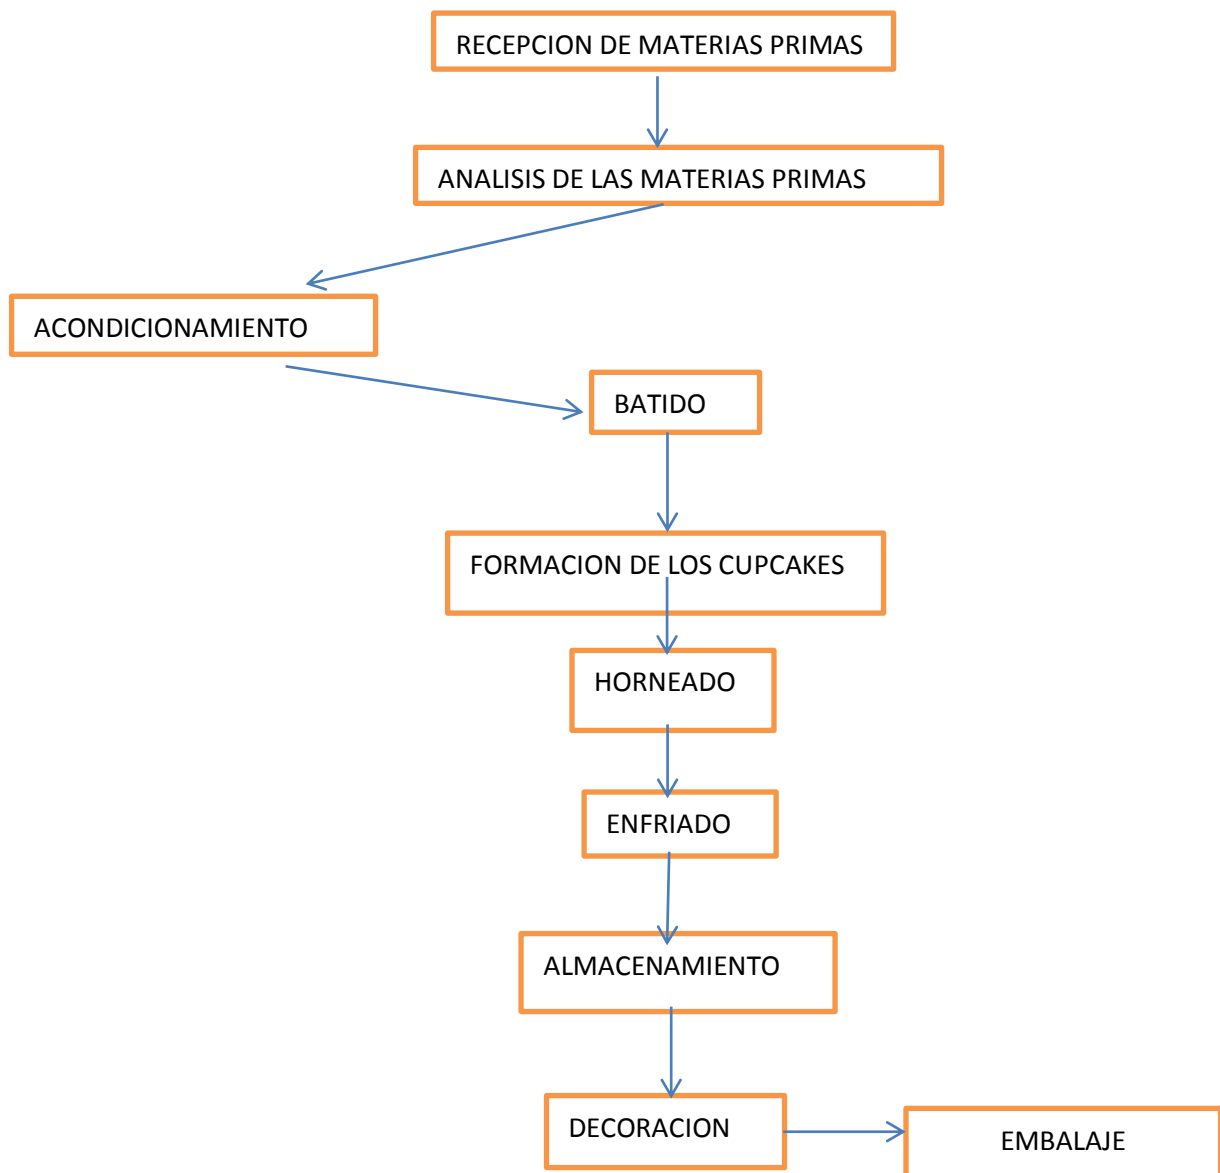 RECEPCION DE MATERIAS PRIMAS
ANALISIS DE LAS MATERIAS PRIMAS
ACONDICIONAMIENTO
BATIDO
FORMACION DE LOS CUPCAKES
HORNEADO
ENFRIADO
ALMACENAMIENTO
DECORACION
EMBALAJE